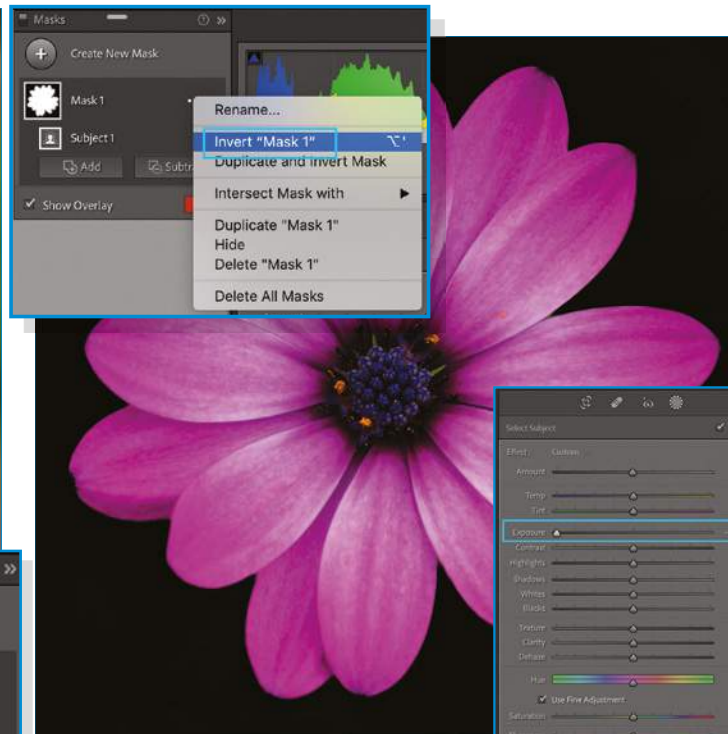 Masks
Create New Mask
Mask 1
Subject 1
Add
Show Overlay
Rename...
Invert "Mask 1"
Duplicate and Invert Mask
Intersect Mask with
Duplicate "Mask 1"
Hide
Delete "Mask 1"
Delete All Masks
Select Subject
Effect: Custom
Amount
Temp
Tint
Exposure
Contrast
Highlights
Shadows
Whites
Blacks
Texture
Clarity
Dehaze
Hue
Use Fine Adjustment
Saturation